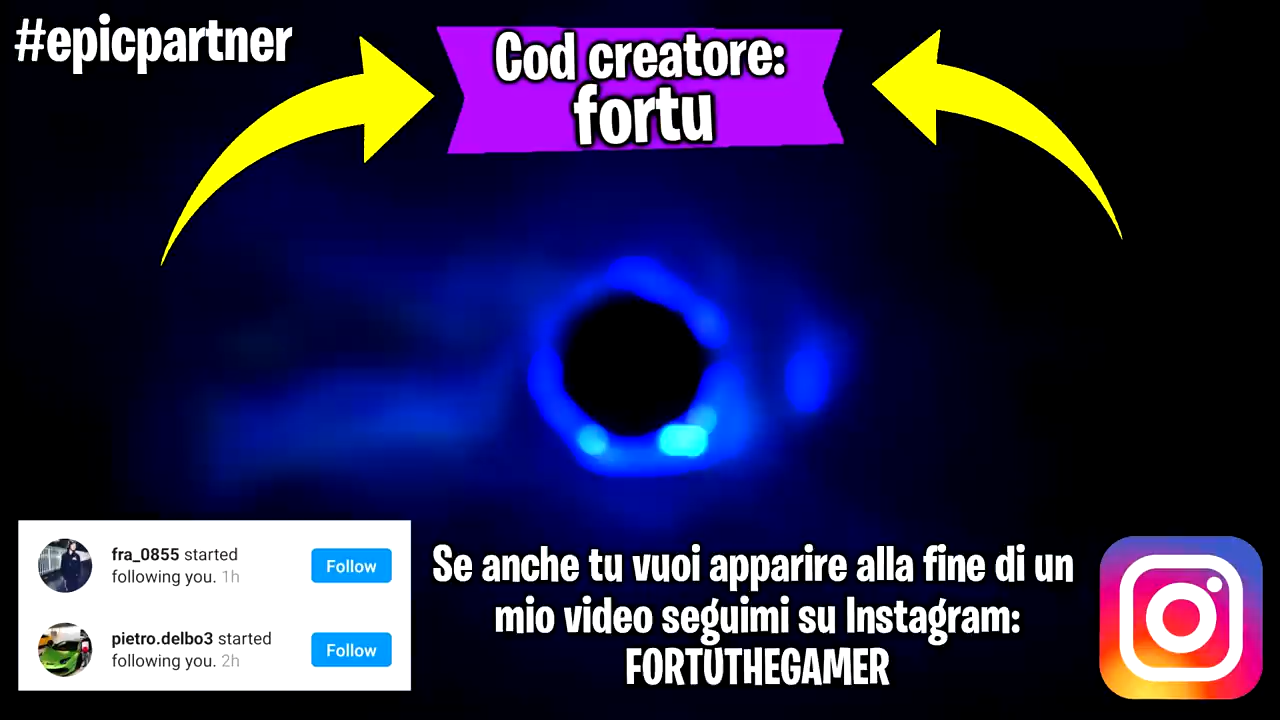 #epicpartner
Cod creatore:
fortu
fra_0855 started
following you. 1h
Follow
pietro.delbo3 started
following you. 2h
Follow
Se anche tu vuoi apparire alla fine di un
mio video seguimi su Instagram:
FORTUTHEGAMER